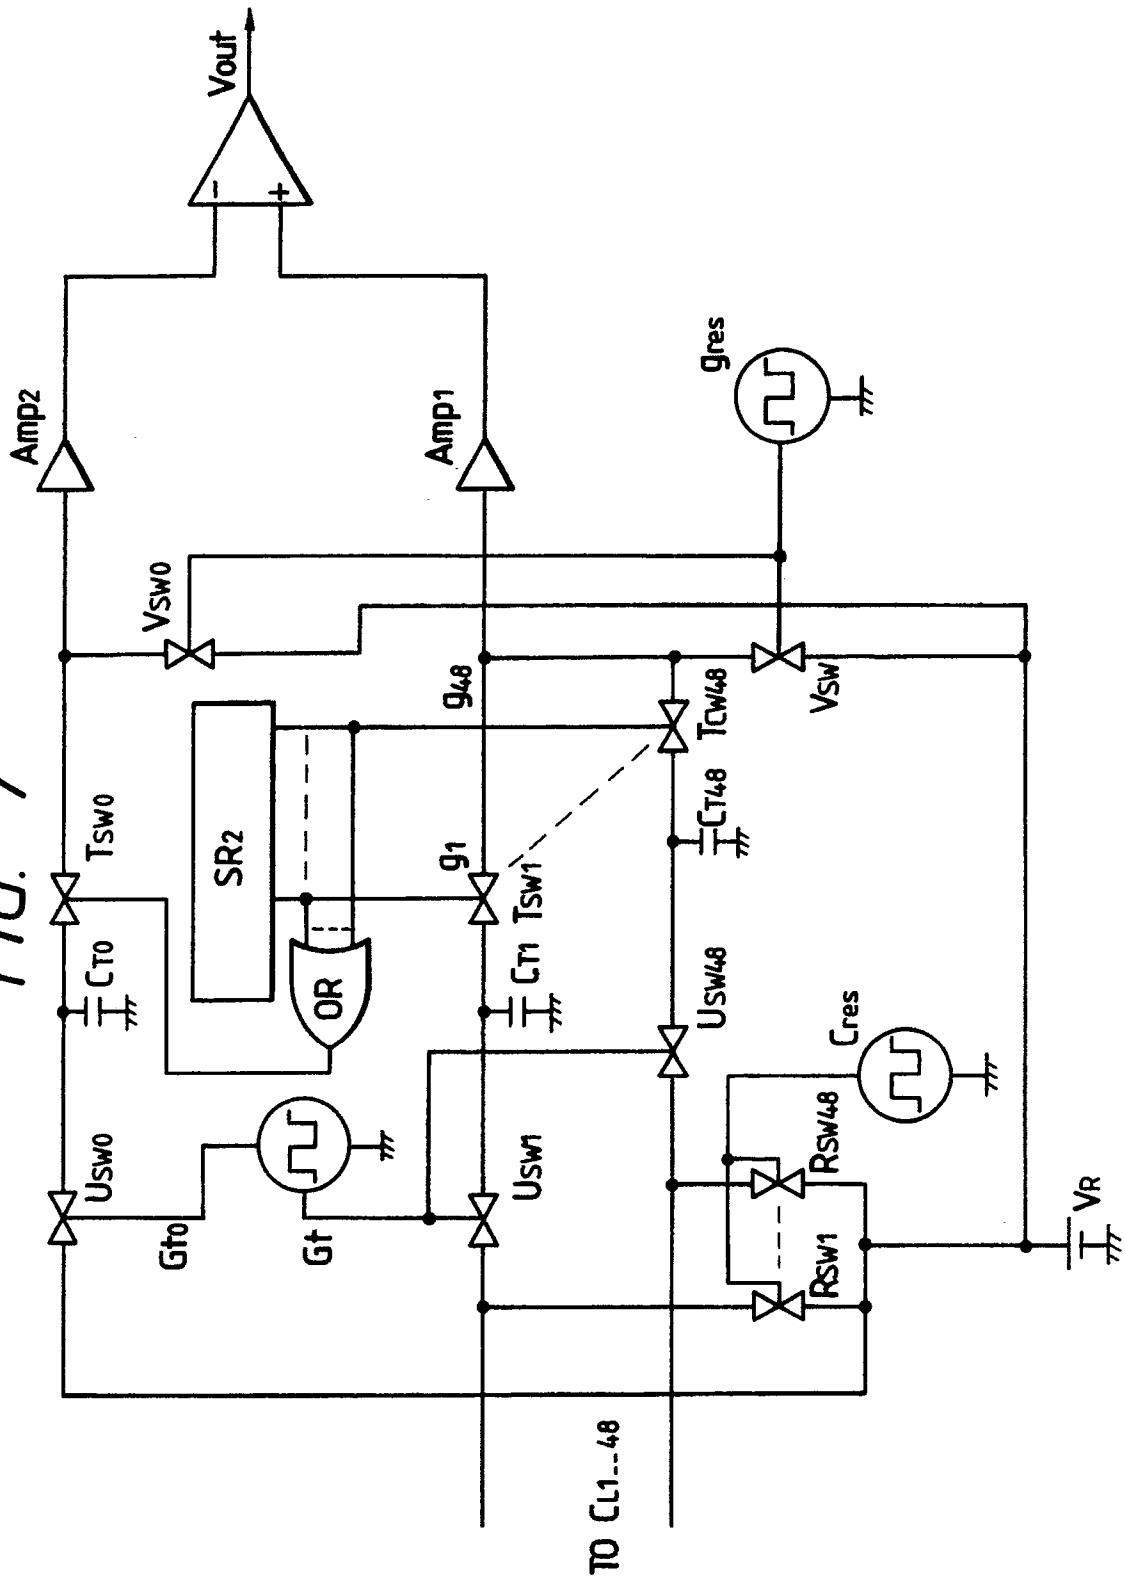 Vout
-
+
Amp2
Amp1
gres
VSW0
g48
VSW
TCW48
TSW0
SR2
g1
TSW1
CT48
CT0
OR
CT1
USW48
Cres
USW0
USW1
RSW48
Gt0
Gt
RSW1
VR
TO CL1--48